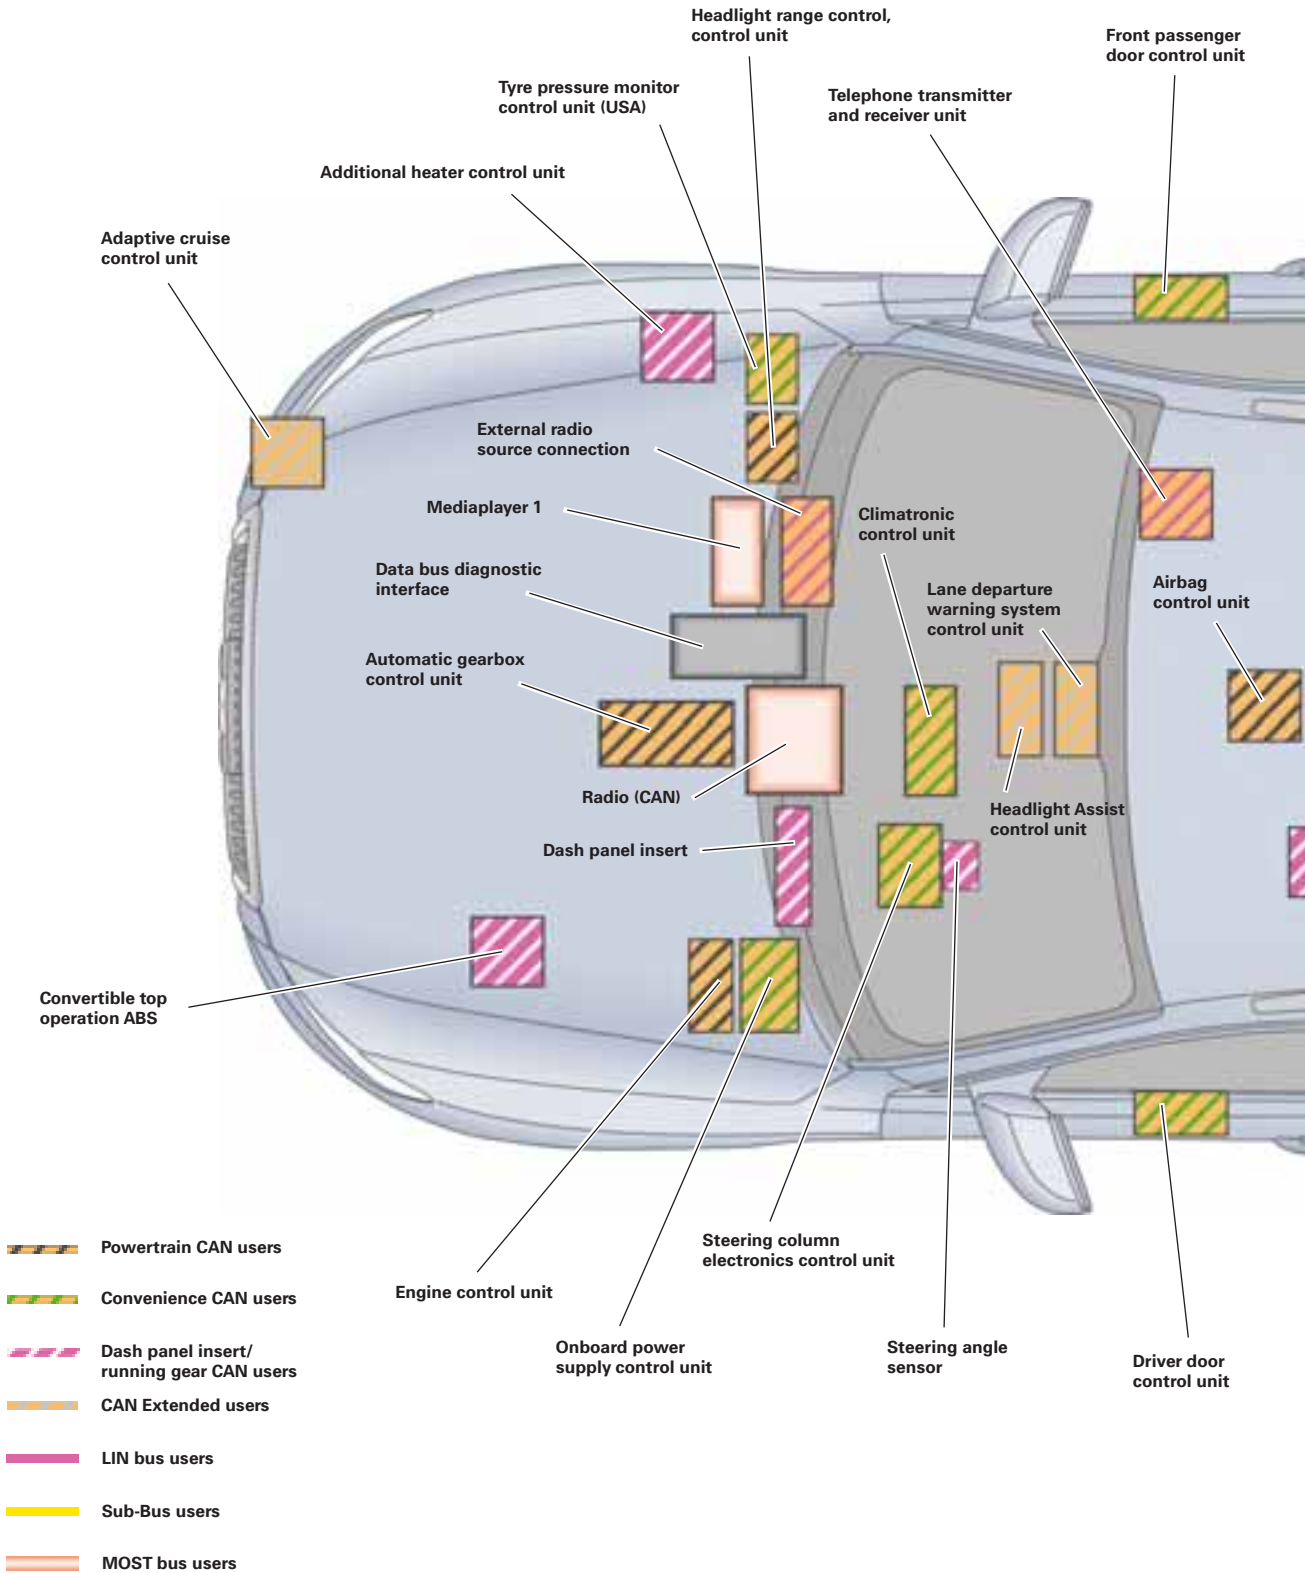 Headlight range control,
control unit
Front passenger
door control unit
Tyre pressure monitor
control unit (USA)
Telephone transmitter
and receiver unit
Additional heater control unit
Adaptive cruise
control unit
External radio
source connection
Mediaplayer 1
Climatronic
control unit
Data bus diagnostic
interface
Lane departure
warning system
control unit
Airbag
control unit
Automatic gearbox
control unit
Radio (CAN)
Headlight Assist
control unit
Dash panel insert
Convertible top
operation ABS
Steering column
electronics control unit
Engine control unit
Onboard power
supply control unit
Steering angle
sensor
Driver door
control unit
Powertrain CAN users
Convenience CAN users
Dash panel insert/
running gear CAN users
CAN Extended users
LIN bus users
Sub-Bus users
MOST bus users